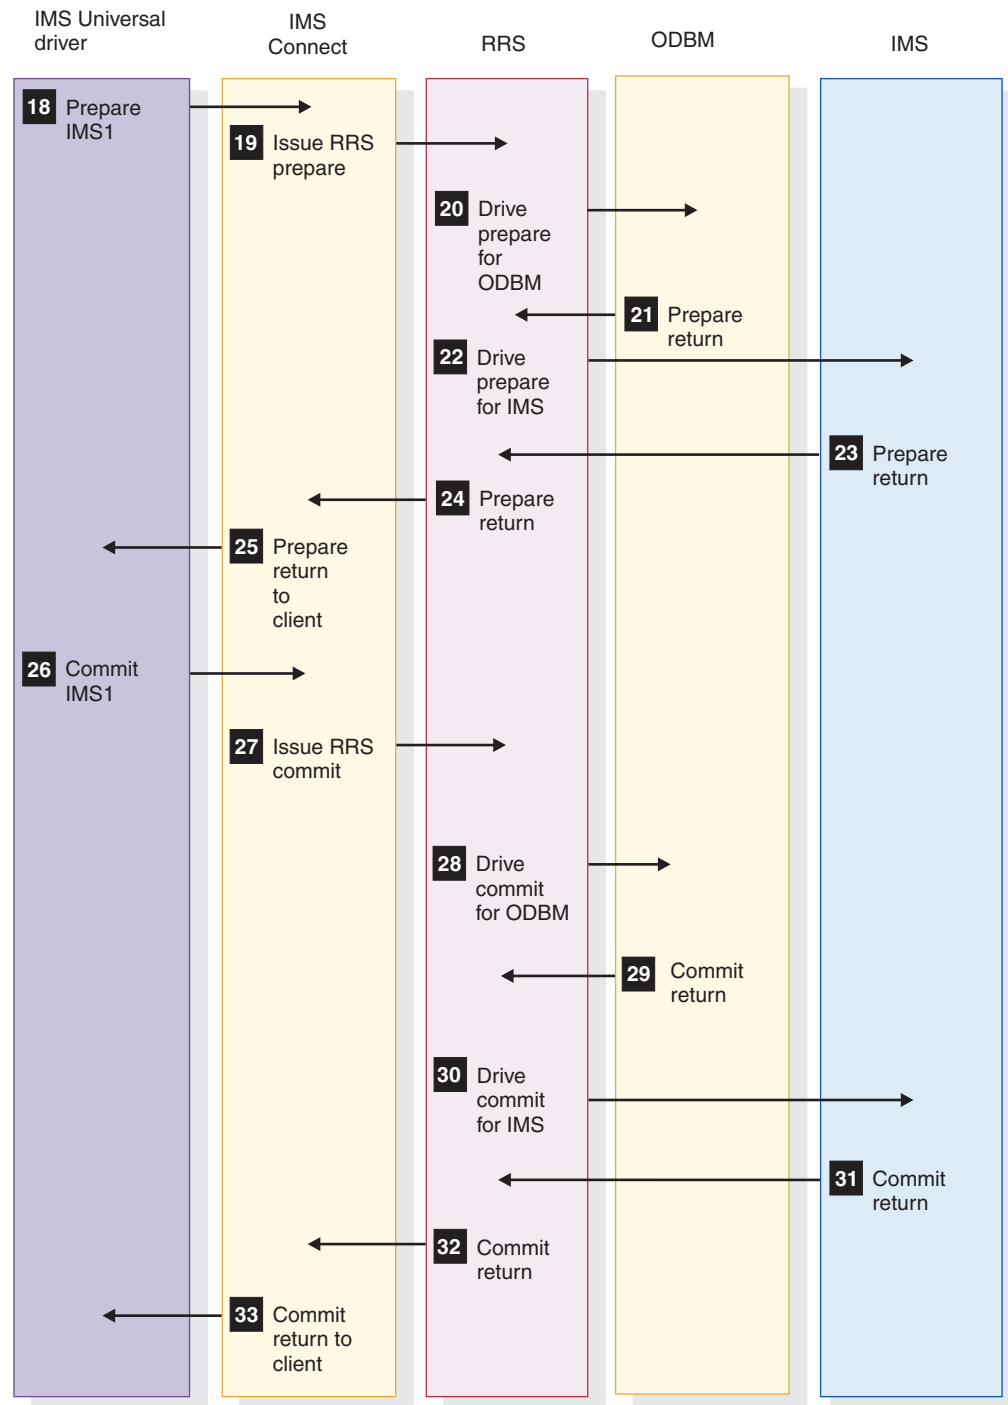 IMS Universal
driver
IMS
Connect
RRS
ODBM
IMS
18 Prepare
IMS1
19 Issue RRS
prepare
20 Drive
prepare
for
ODBM
21 Prepare
return
22 Drive
prepare
for IMS
23 Prepare
return
24 Prepare
return
25 Prepare
return
to
client
26 Commit
IMS1
27 Issue RRS
commit
28 Drive
commit
for ODBM
29 Commit
return
30 Drive
commit
for IMS
31 Commit
return
32 Commit
return
33 Commit
return to
client